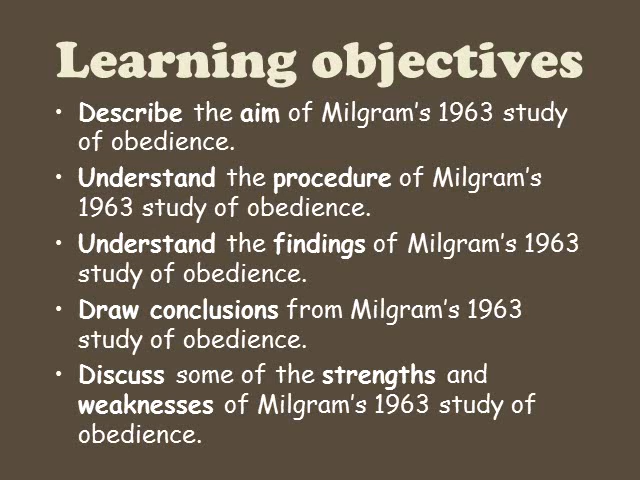 Learning objectives
• Describe the aim of Milgram's 1963 study
of obedience.
• Understand the procedure of Milgram's
1963 study of obedience.
• Understand the findings of Milgram's 1963
study of obedience.
• Draw conclusions from Milgram's 1963
study of obedience.
• Discuss some of the strengths and
weaknesses of Milgram's 1963 study of
obedience.